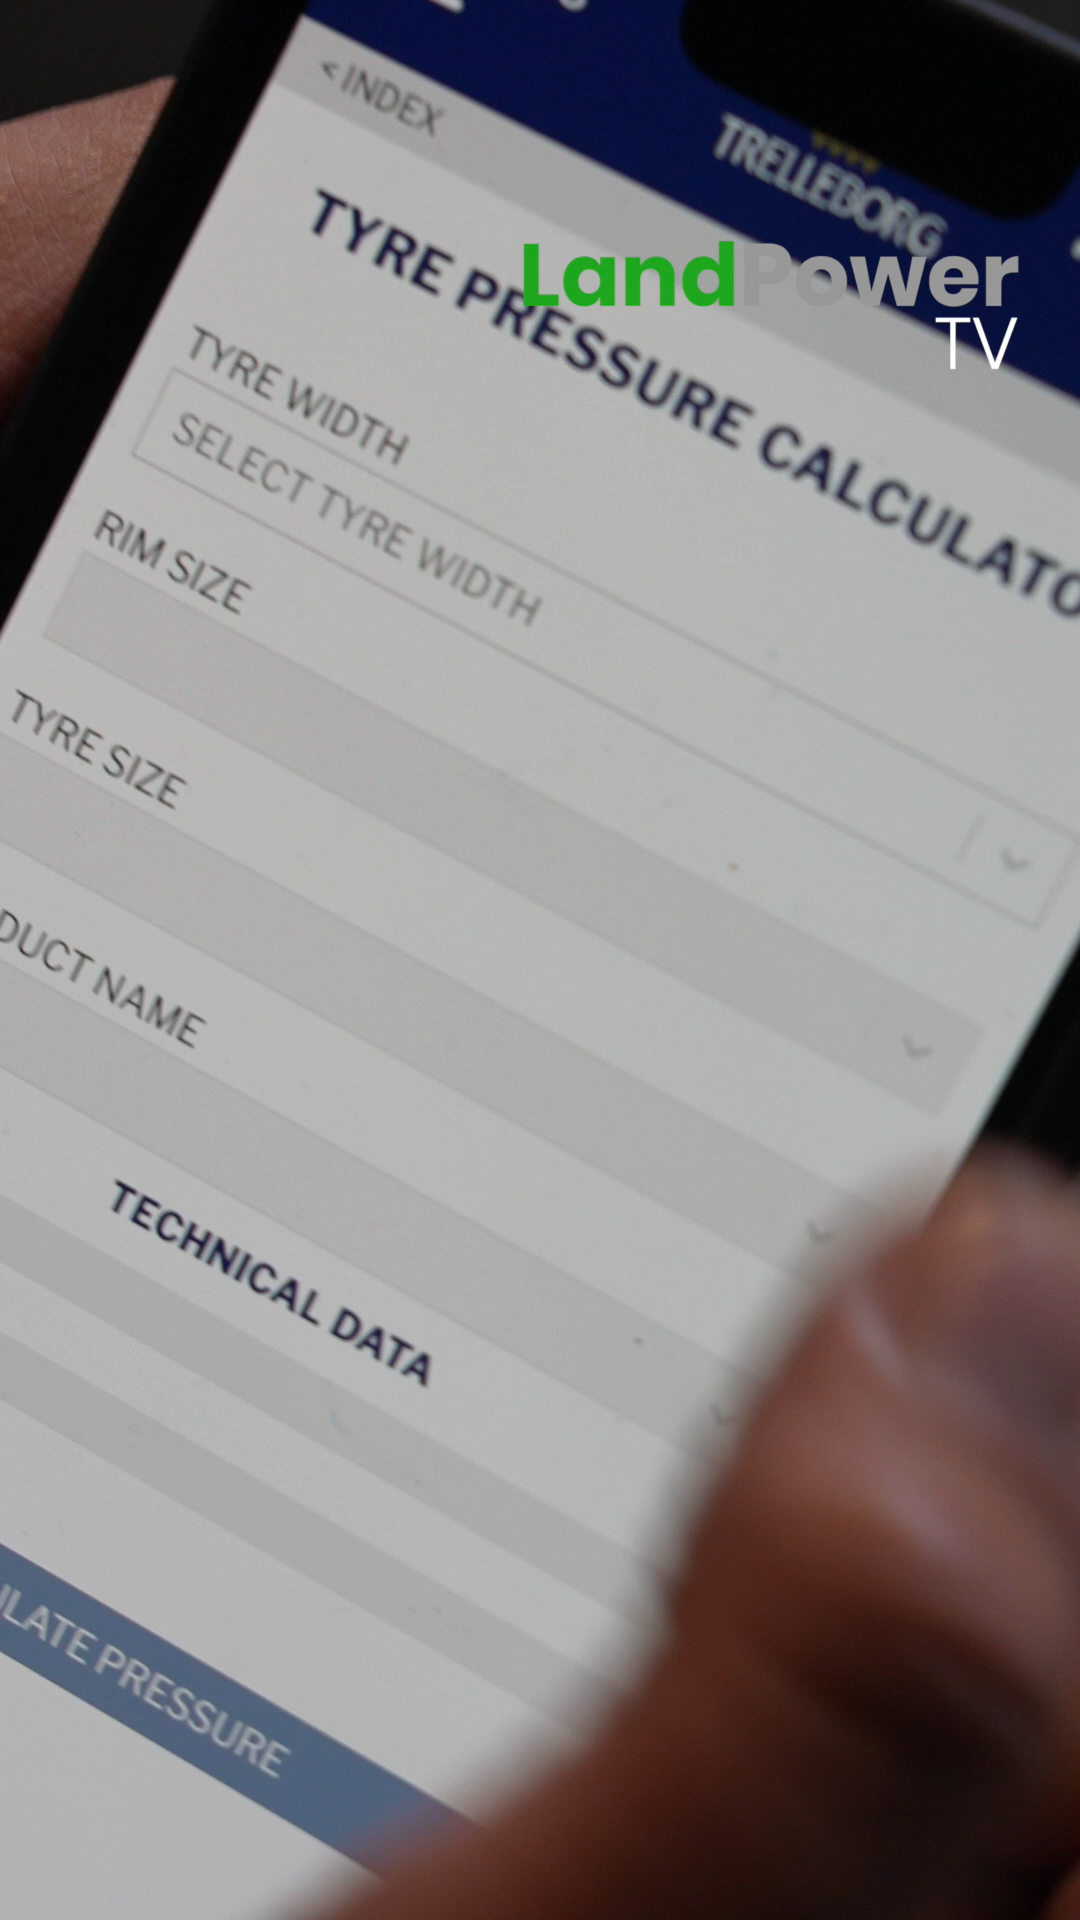 < INDEX
TRELLEBORG
LandPower
TV
TYRE PRESSURE CALCULATO
TYRE WIDTH
SELECT TYRE WIDTH
RIM SIZE
TYRE SIZE
DUCT NAME
TECHNICAL DATA
LATE PRESSURE